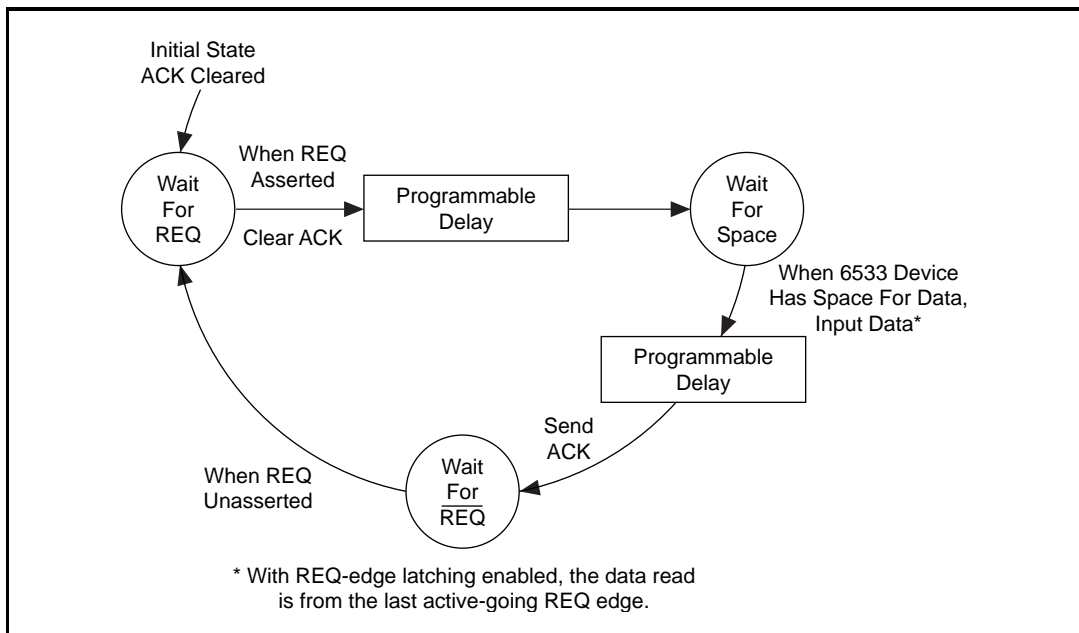 Initial State
ACK Cleared
Wait
For
REQ
When REQ
Asserted
Clear ACK
Programmable
Delay
Wait
For
Space
When 6533 Device
Has Space For Data,
Input Data*
Programmable
Delay
Send
ACK
Wait
For
R̅E̅Q̅
When REQ
Unasserted
* With REQ-edge latching enabled, the data read
is from the last active-going REQ edge.